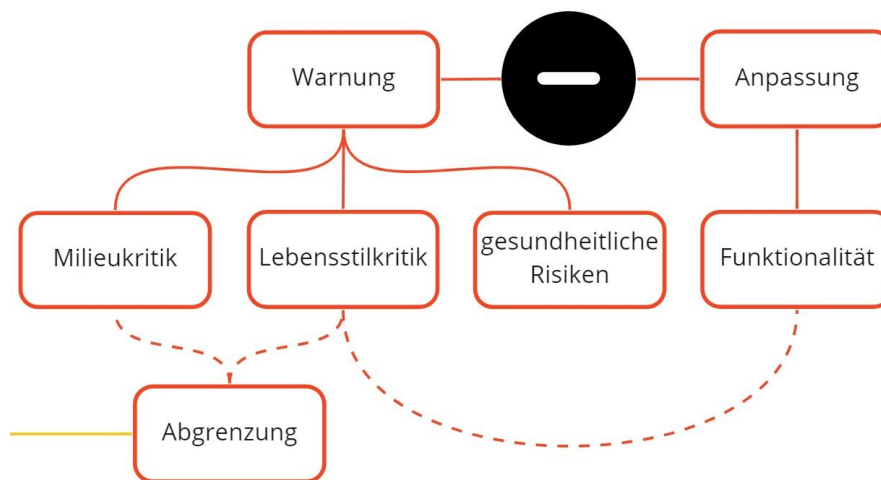 Warnung
Anpassung
Milieukritik
Lebensstilkritik
gesundheitliche
Risiken
Funktionalität
Abgrenzung